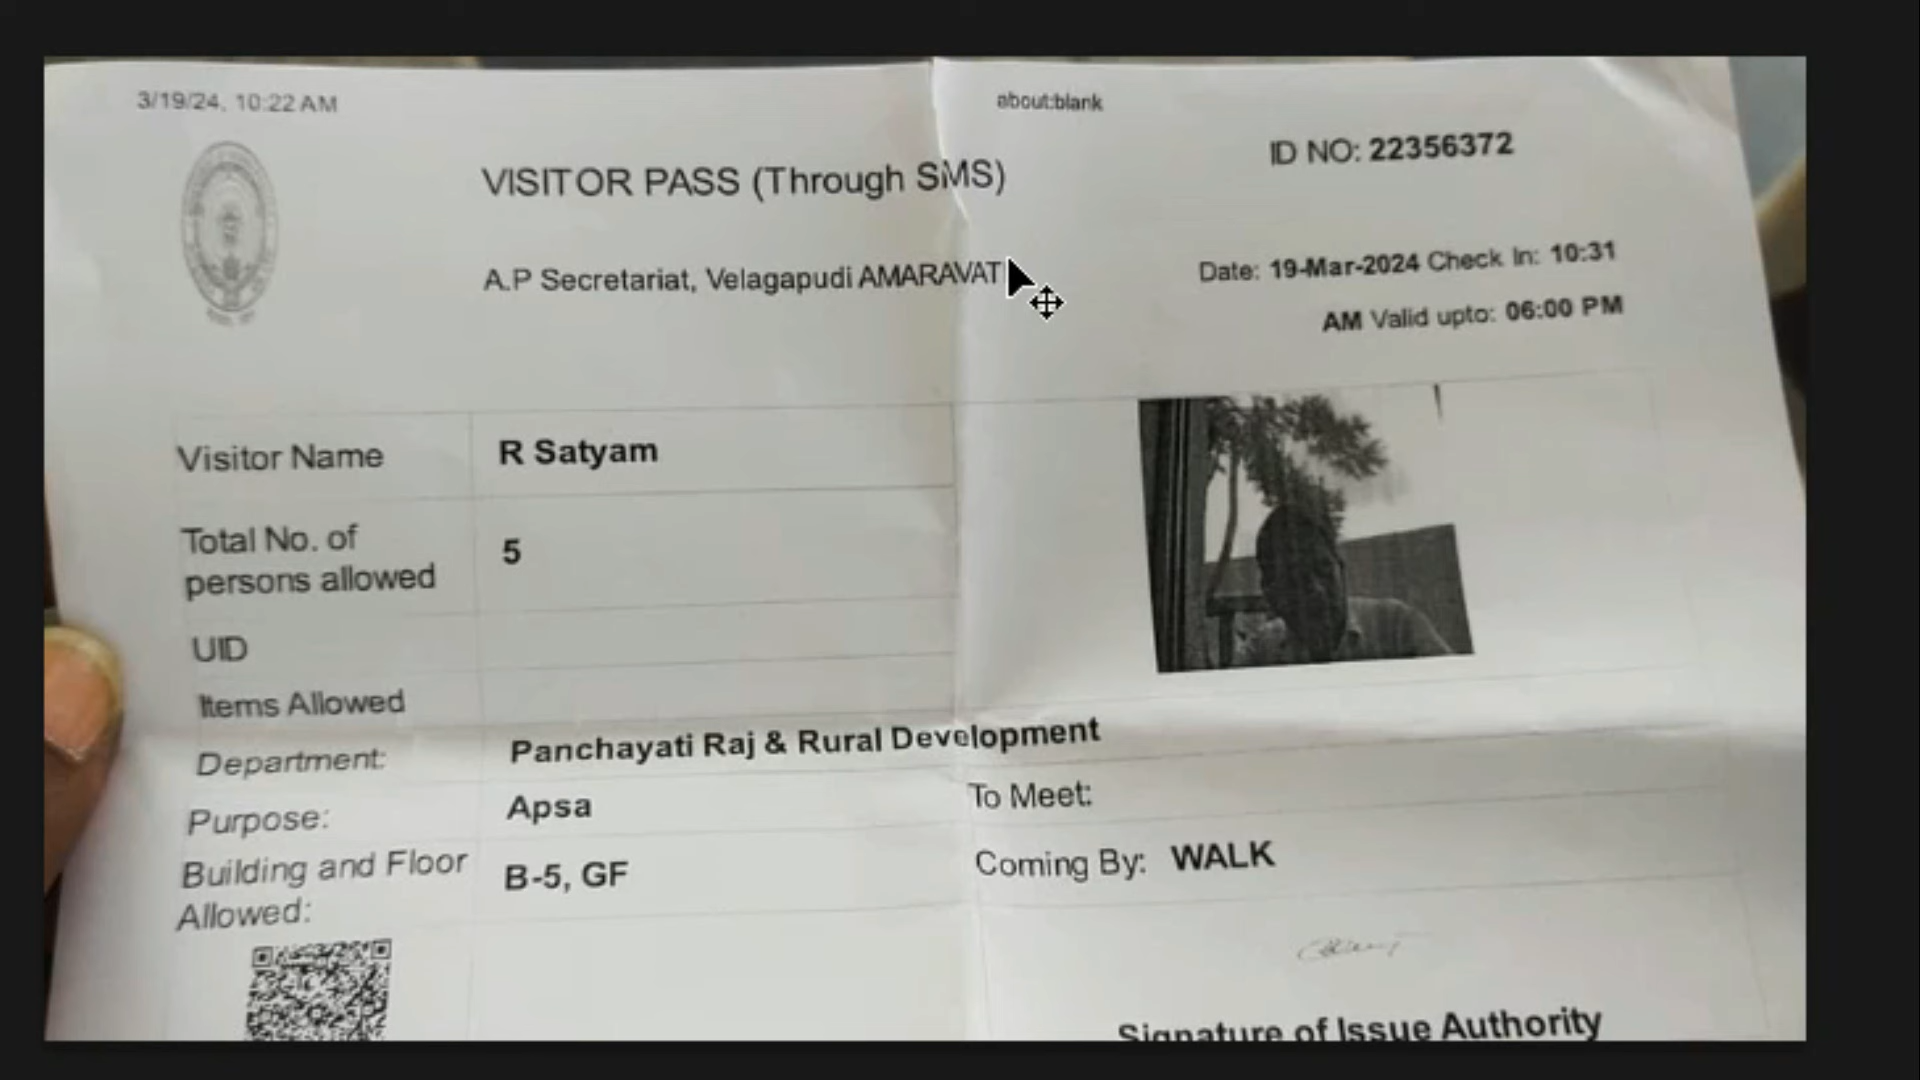 3/19/24, 10:22 AM
about:blank
ID NO: 22356372
VISITOR PASS (Through SMS)
A.P Secretariat, Velagapudi AMARAVAT
Date: 19-Mar-2024 Check In: 10:31
AM Valid upto: 06:00 PM
Visitor Name R Satyam
Total No. of
persons allowed
5
UID
Items Allowed
Department: Panchayati Raj & Rural Development
Purpose: Apsa
To Meet:
Building and Floor
Allowed:
B-5, GF
Coming By: WALK
Signature of Issue Authority